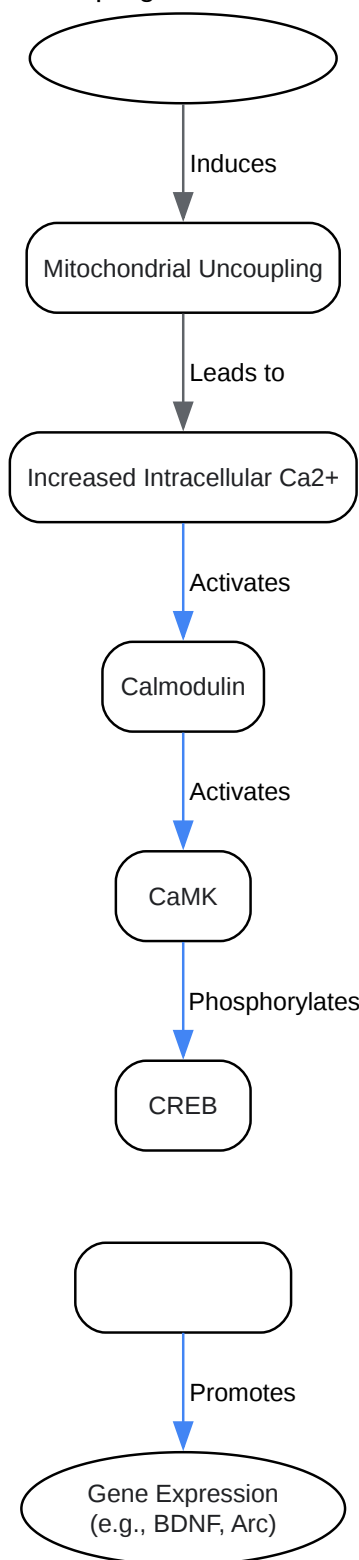 Induces
Mitochondrial Uncoupling
Leads to
Increased Intracellular Ca2+
Activates
Calmodulin
Activates
CaMK
Phosphorylates
CREB
Promotes
Gene Expression
(e.g., BDNF, Arc)